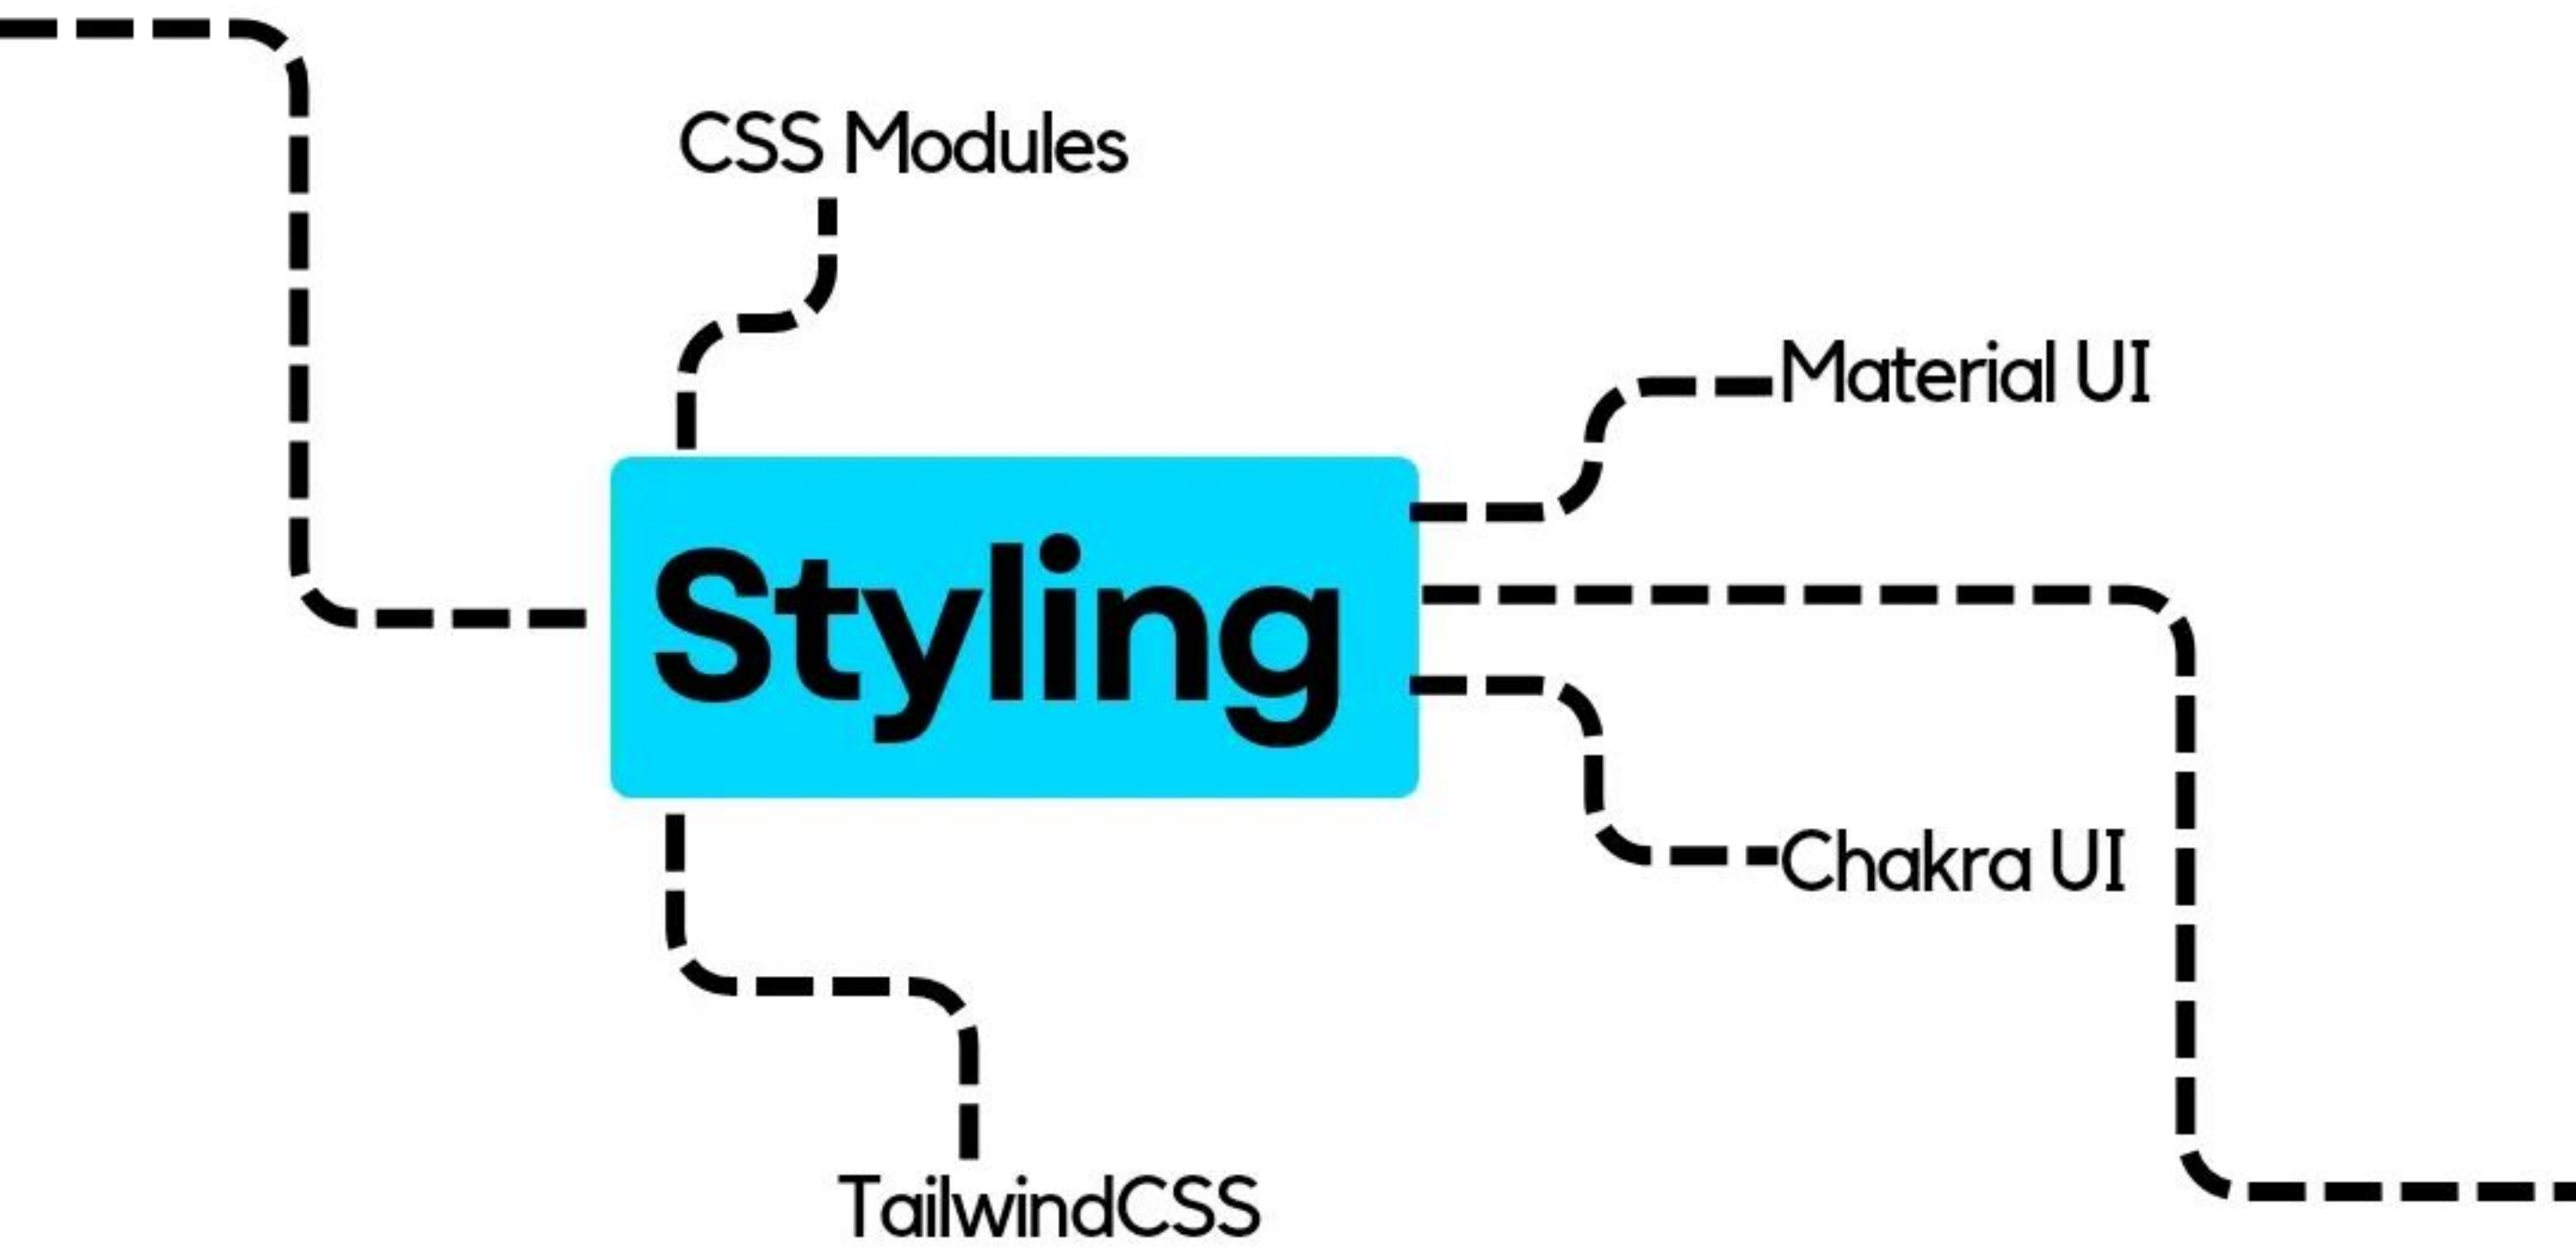 CSS Modules
Material UI
Styling
Chakra UI
TailwindCSS